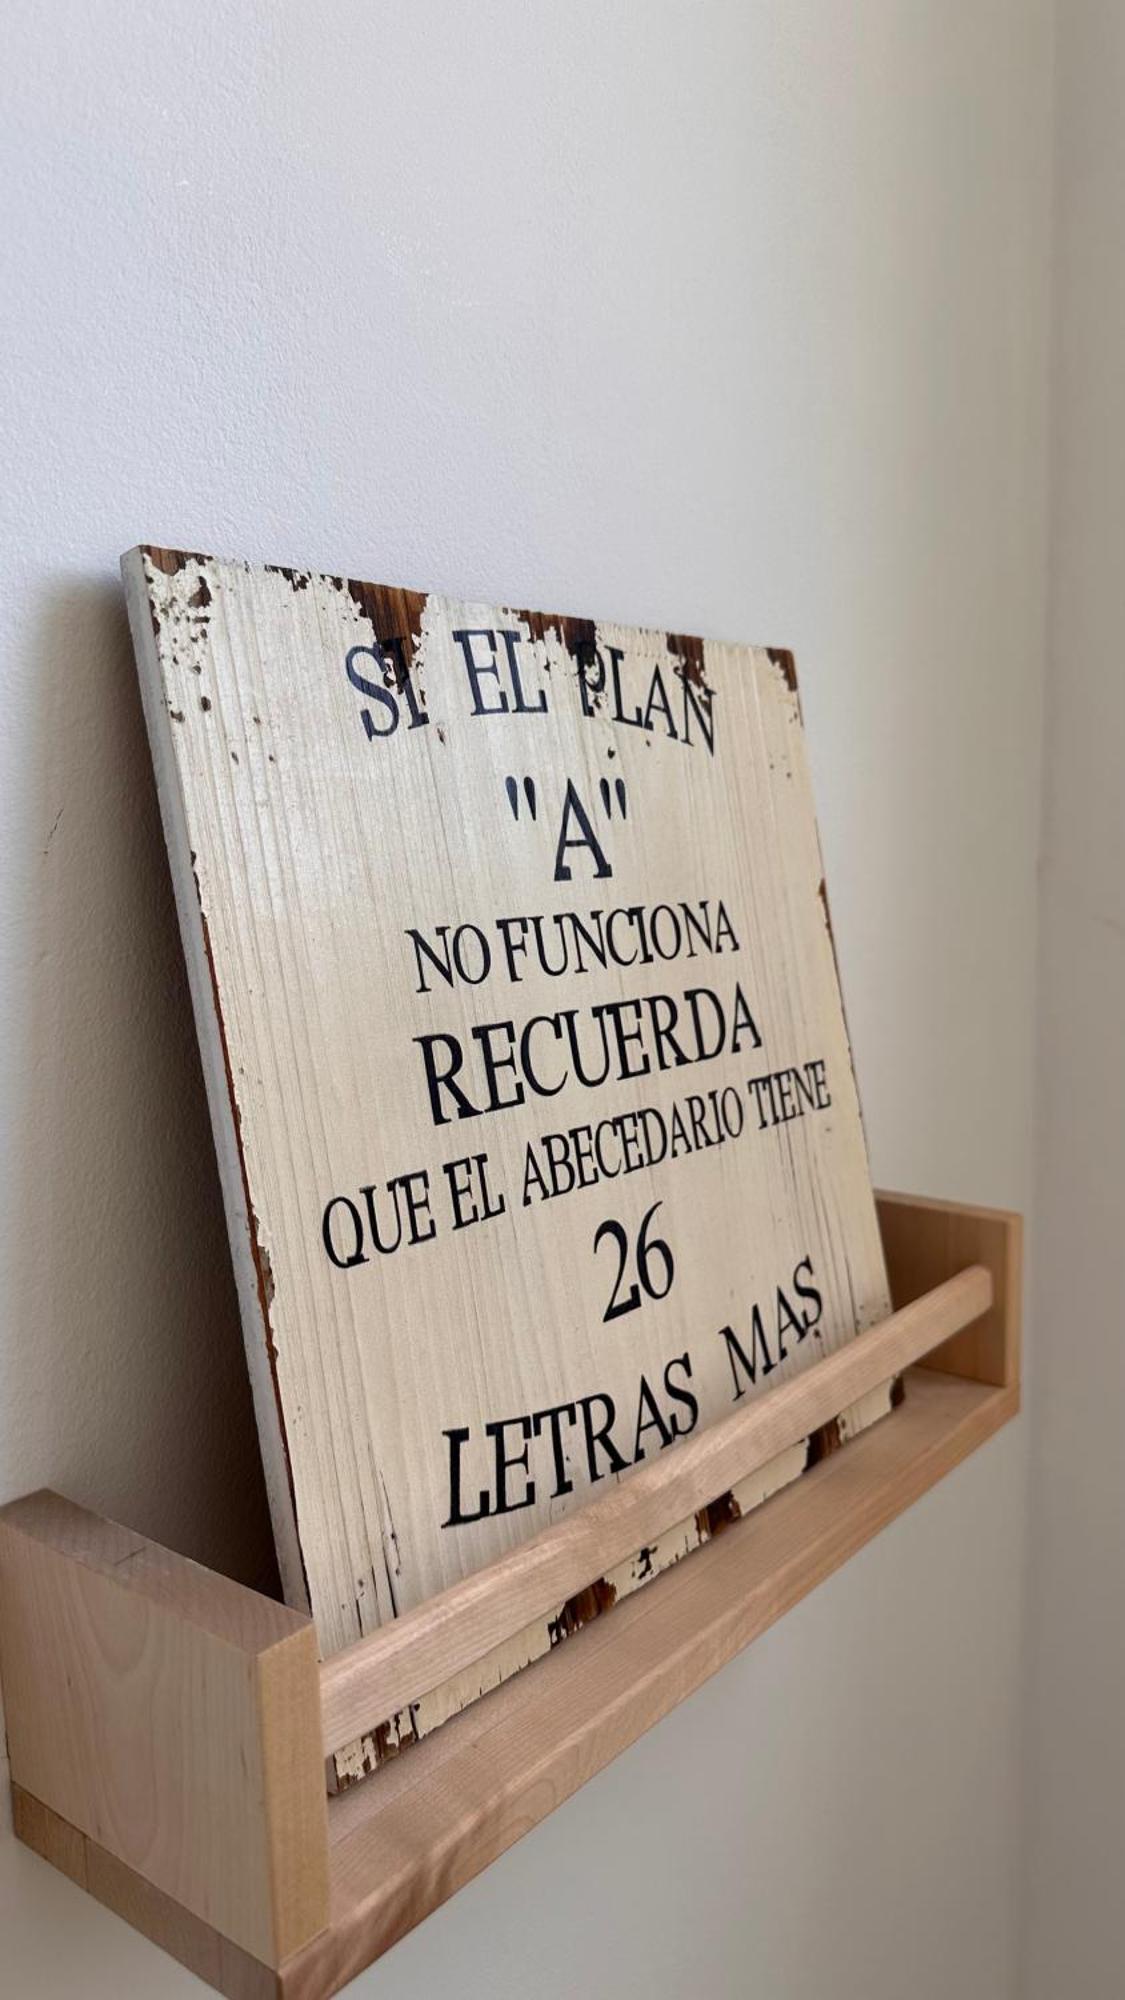 SI EL PLAN
"A"
NO FUNCIONA
RECUERDA
QUE EL ABECEDARIO TIENE
26
LETRAS MAS